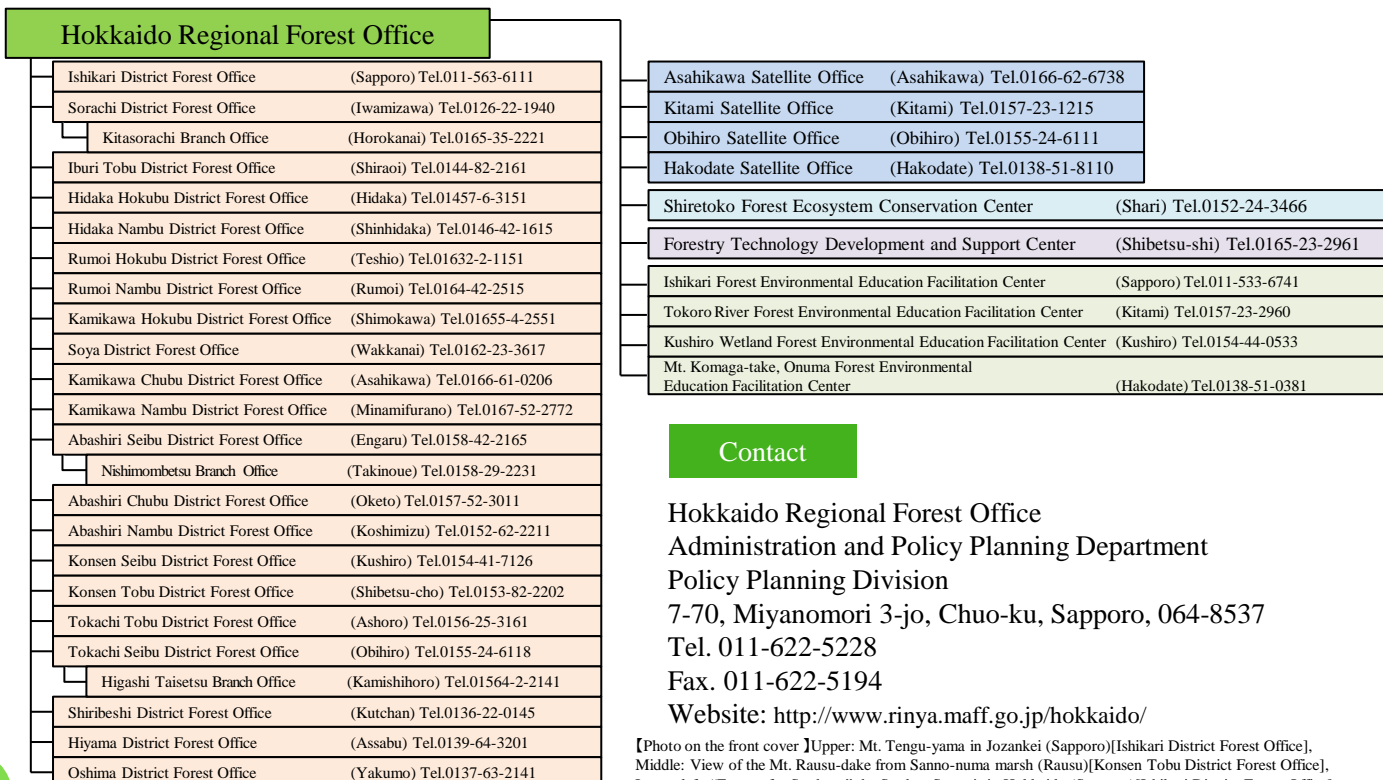 Hokkaido Regional Forest Office
Ishikari District Forest Office (Sapporo) Tel.011-563-6111
Sorachi District Forest Office (Iwamizawa) Tel.0126-22-1940
Kitasorachi Branch Office (Horokanai) Tel.0165-35-2221
Iburi Tobu District Forest Office (Shiraoi) Tel.0144-82-2161
Hidaka Hokubu District Forest Office (Hidaka) Tel.01457-6-3151
Hidaka Nambu District Forest Office (Shinhidaka) Tel.0146-42-1615
Rumoi Hokubu District Forest Office (Teshio) Tel.01632-2-1151
Rumoi Nambu District Forest Office (Rumoi) Tel.0164-42-2515
Kamikawa Hokubu District Forest Office (Shimokawa) Tel.01655-4-2551
Soya District Forest Office (Wakkanai) Tel.0162-23-3617
Kamikawa Chubu District Forest Office (Asahikawa) Tel.0166-61-0206
Kamikawa Nambu District Forest Office (Minamifurano) Tel.0167-52-2772
Abashiri Seibu District Forest Office (Engaru) Tel.0158-42-2165
Nishimombetsu Branch Office (Takinoue) Tel.0158-29-2231
Abashiri Chubu District Forest Office (Oketo) Tel.0157-52-3011
Abashiri Nambu District Forest Office (Koshimizu) Tel.0152-62-2211
Konsen Seibu District Forest Office (Kushiro) Tel.0154-41-7126
Konsen Tobu District Forest Office (Shibetsu-cho) Tel.0153-82-2202
Tokachi Tobu District Forest Office (Ashoro) Tel.0156-25-3161
Tokachi Seibu District Forest Office (Obihiro) Tel.0155-24-6118
Higashi Taisetsu Branch Office (Kamishihoro) Tel.01564-2-2141
Shiribeshi District Forest Office (Kutchan) Tel.0136-22-0145
Hiyama District Forest Office (Assabu) Tel.0139-64-3201
Oshima District Forest Office (Yakumo) Tel.0137-63-2141
Asahikawa Satellite Office (Asahikawa) Tel.0166-62-6738
Kitami Satellite Office (Kitami) Tel.0157-23-1215
Obihiro Satellite Office (Obihiro) Tel.0155-24-6111
Hakodate Satellite Office (Hakodate) Tel.0138-51-8110
Shiretoko Forest Ecosystem Conservation Center (Shari) Tel.0152-24-3466
Forestry Technology Development and Support Center (Shibetsu-shi) Tel.0165-23-2961
Ishikari Forest Environmental Education Facilitation Center (Sapporo) Tel.011-533-6741
Tokoro River Forest Environmental Education Facilitation Center (Kitami) Tel.0157-23-2960
Kushiro Wetland Forest Environmental Education Facilitation Center (Kushiro) Tel.0154-44-0533
Mt. Komaga-take, Onuma Forest Environmental
Education Facilitation Center (Hakodate) Tel.0138-51-0381
Contact
Hokkaido Regional Forest Office
Administration and Policy Planning Department
Policy Planning Division
7-70, Miyanomori 3-jo, Chuo-ku, Sapporo, 064-8537
Tel. 011-622-5228
Fax. 011-622-5194
Website: http://www.rinya.maff.go.jp/hokkaido/
【Photo on the front cover】Upper: Mt. Tengu-yama in Jozankei (Sapporo)[Ishikari District Forest Office],
Middle: View of the Mt. Rausu-dake from Sanno-numa marsh (Rausu)[Konsen Tobu District Forest Office],